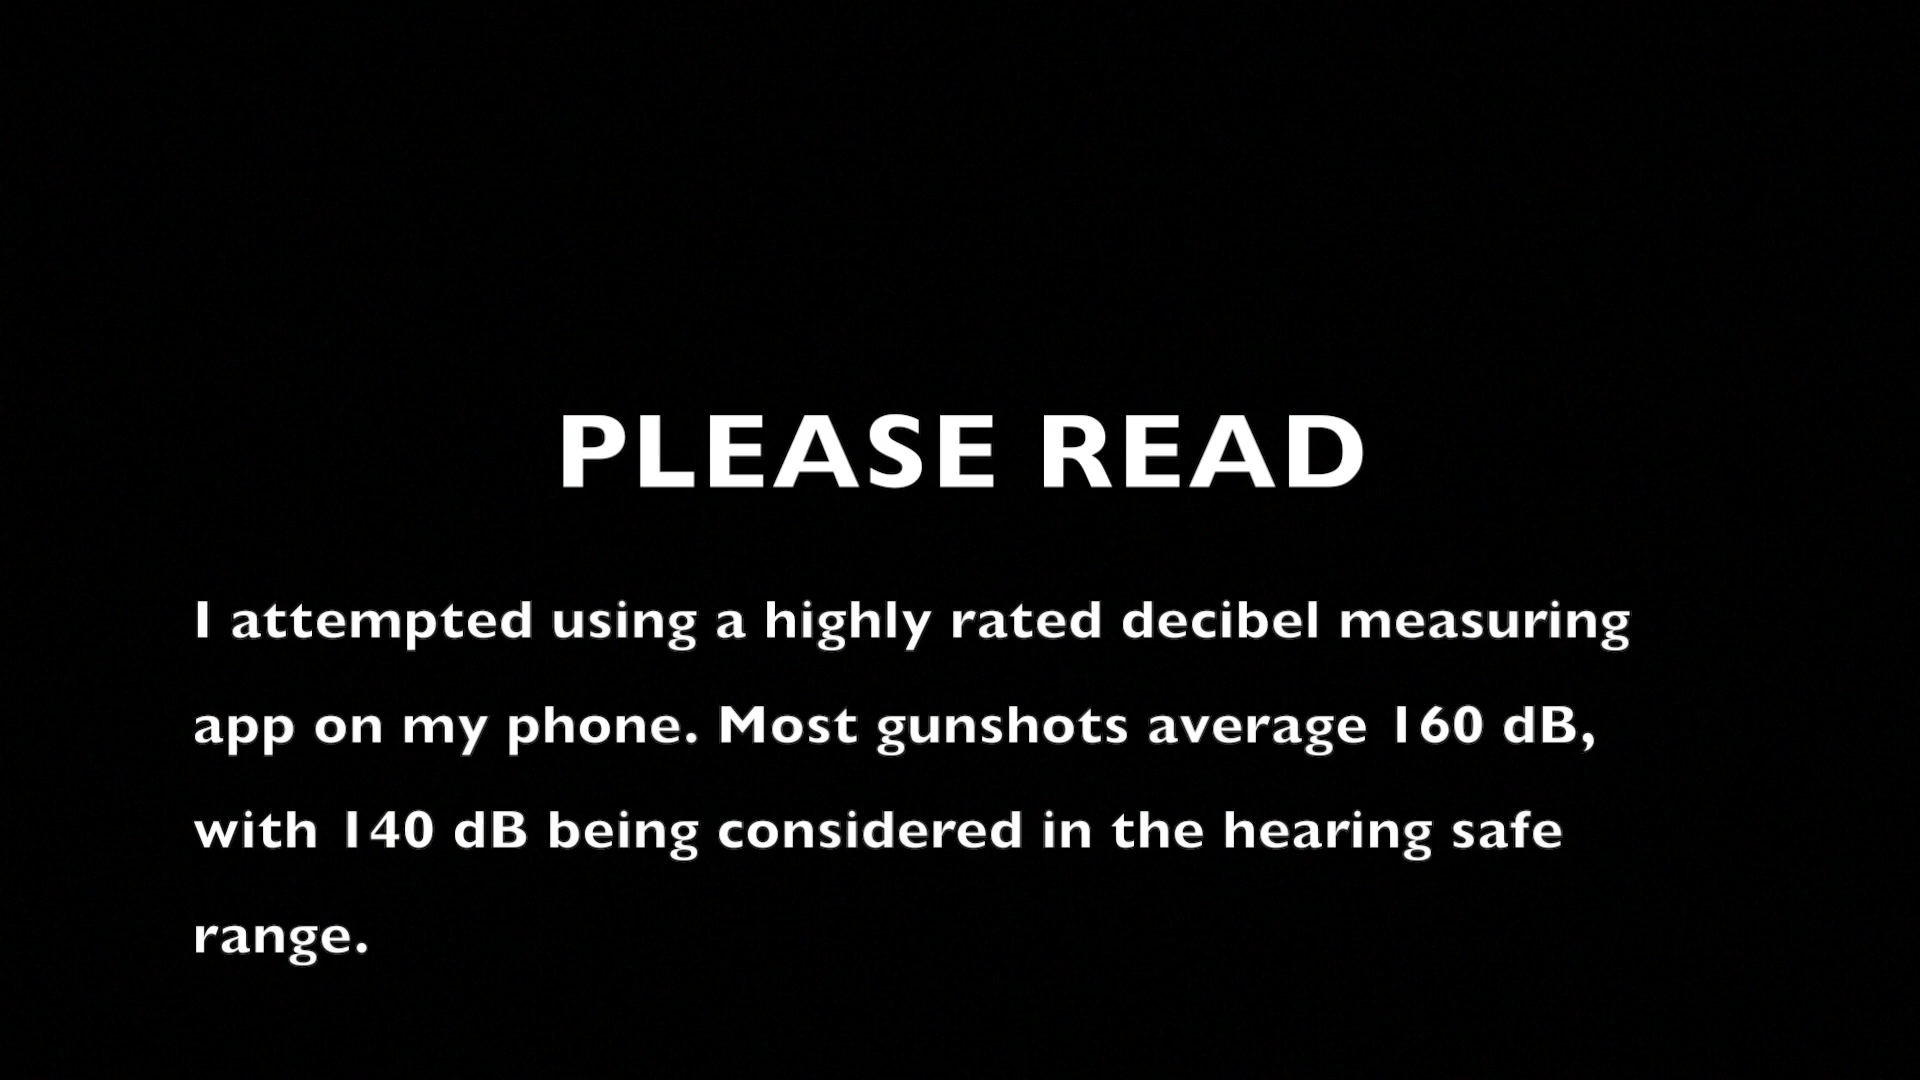 PLEASE READ
I attempted using a highly rated decibel measuring
app on my phone. Most gunshots average 160 dB,
with 140 dB being considered in the hearing safe
range.